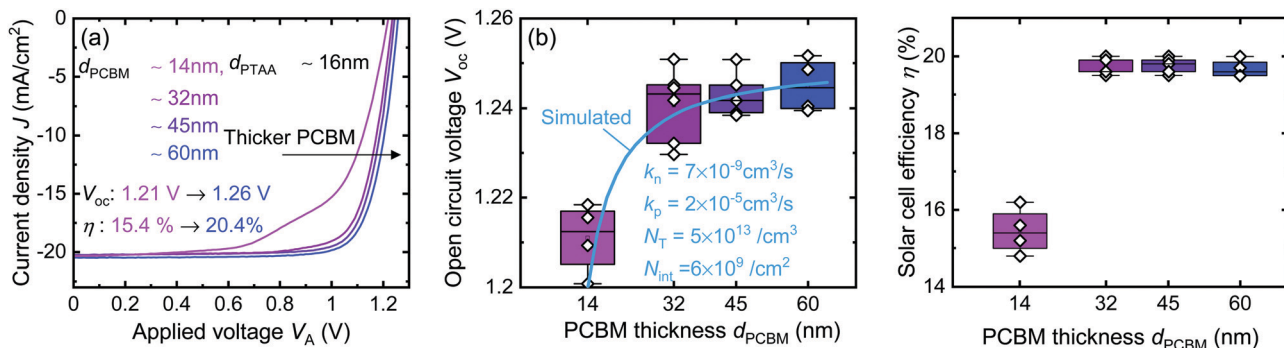 (a)
d_PCBM ~ 14nm, d_PTAA ~ 16nm
~ 32nm
~ 45nm
Thicker PCBM
~ 60nm
V_oc: 1.21 V → 1.26 V
η : 15.4 % → 20.4%
Current density J (mA/cm²)
0
-5
-10
-15
-20
-25
0 0.2 0.4 0.6 0.8 1 1.2
Applied voltage V_A (V)
(b)
Open circuit voltage V_oc (V)
1.26
1.24
1.22
1.2
Simulated
k_n = 7×10⁻⁹cm³/s
k_p = 2×10⁻⁵cm³/s
N_T = 5×10¹³ /cm³
N_int =6×10⁹ /cm²
14 32 45 60
PCBM thickness d_PCBM (nm)
Solar cell efficiency η (%)
20
18
16
14
14 32 45 60
PCBM thickness d_PCBM (nm)